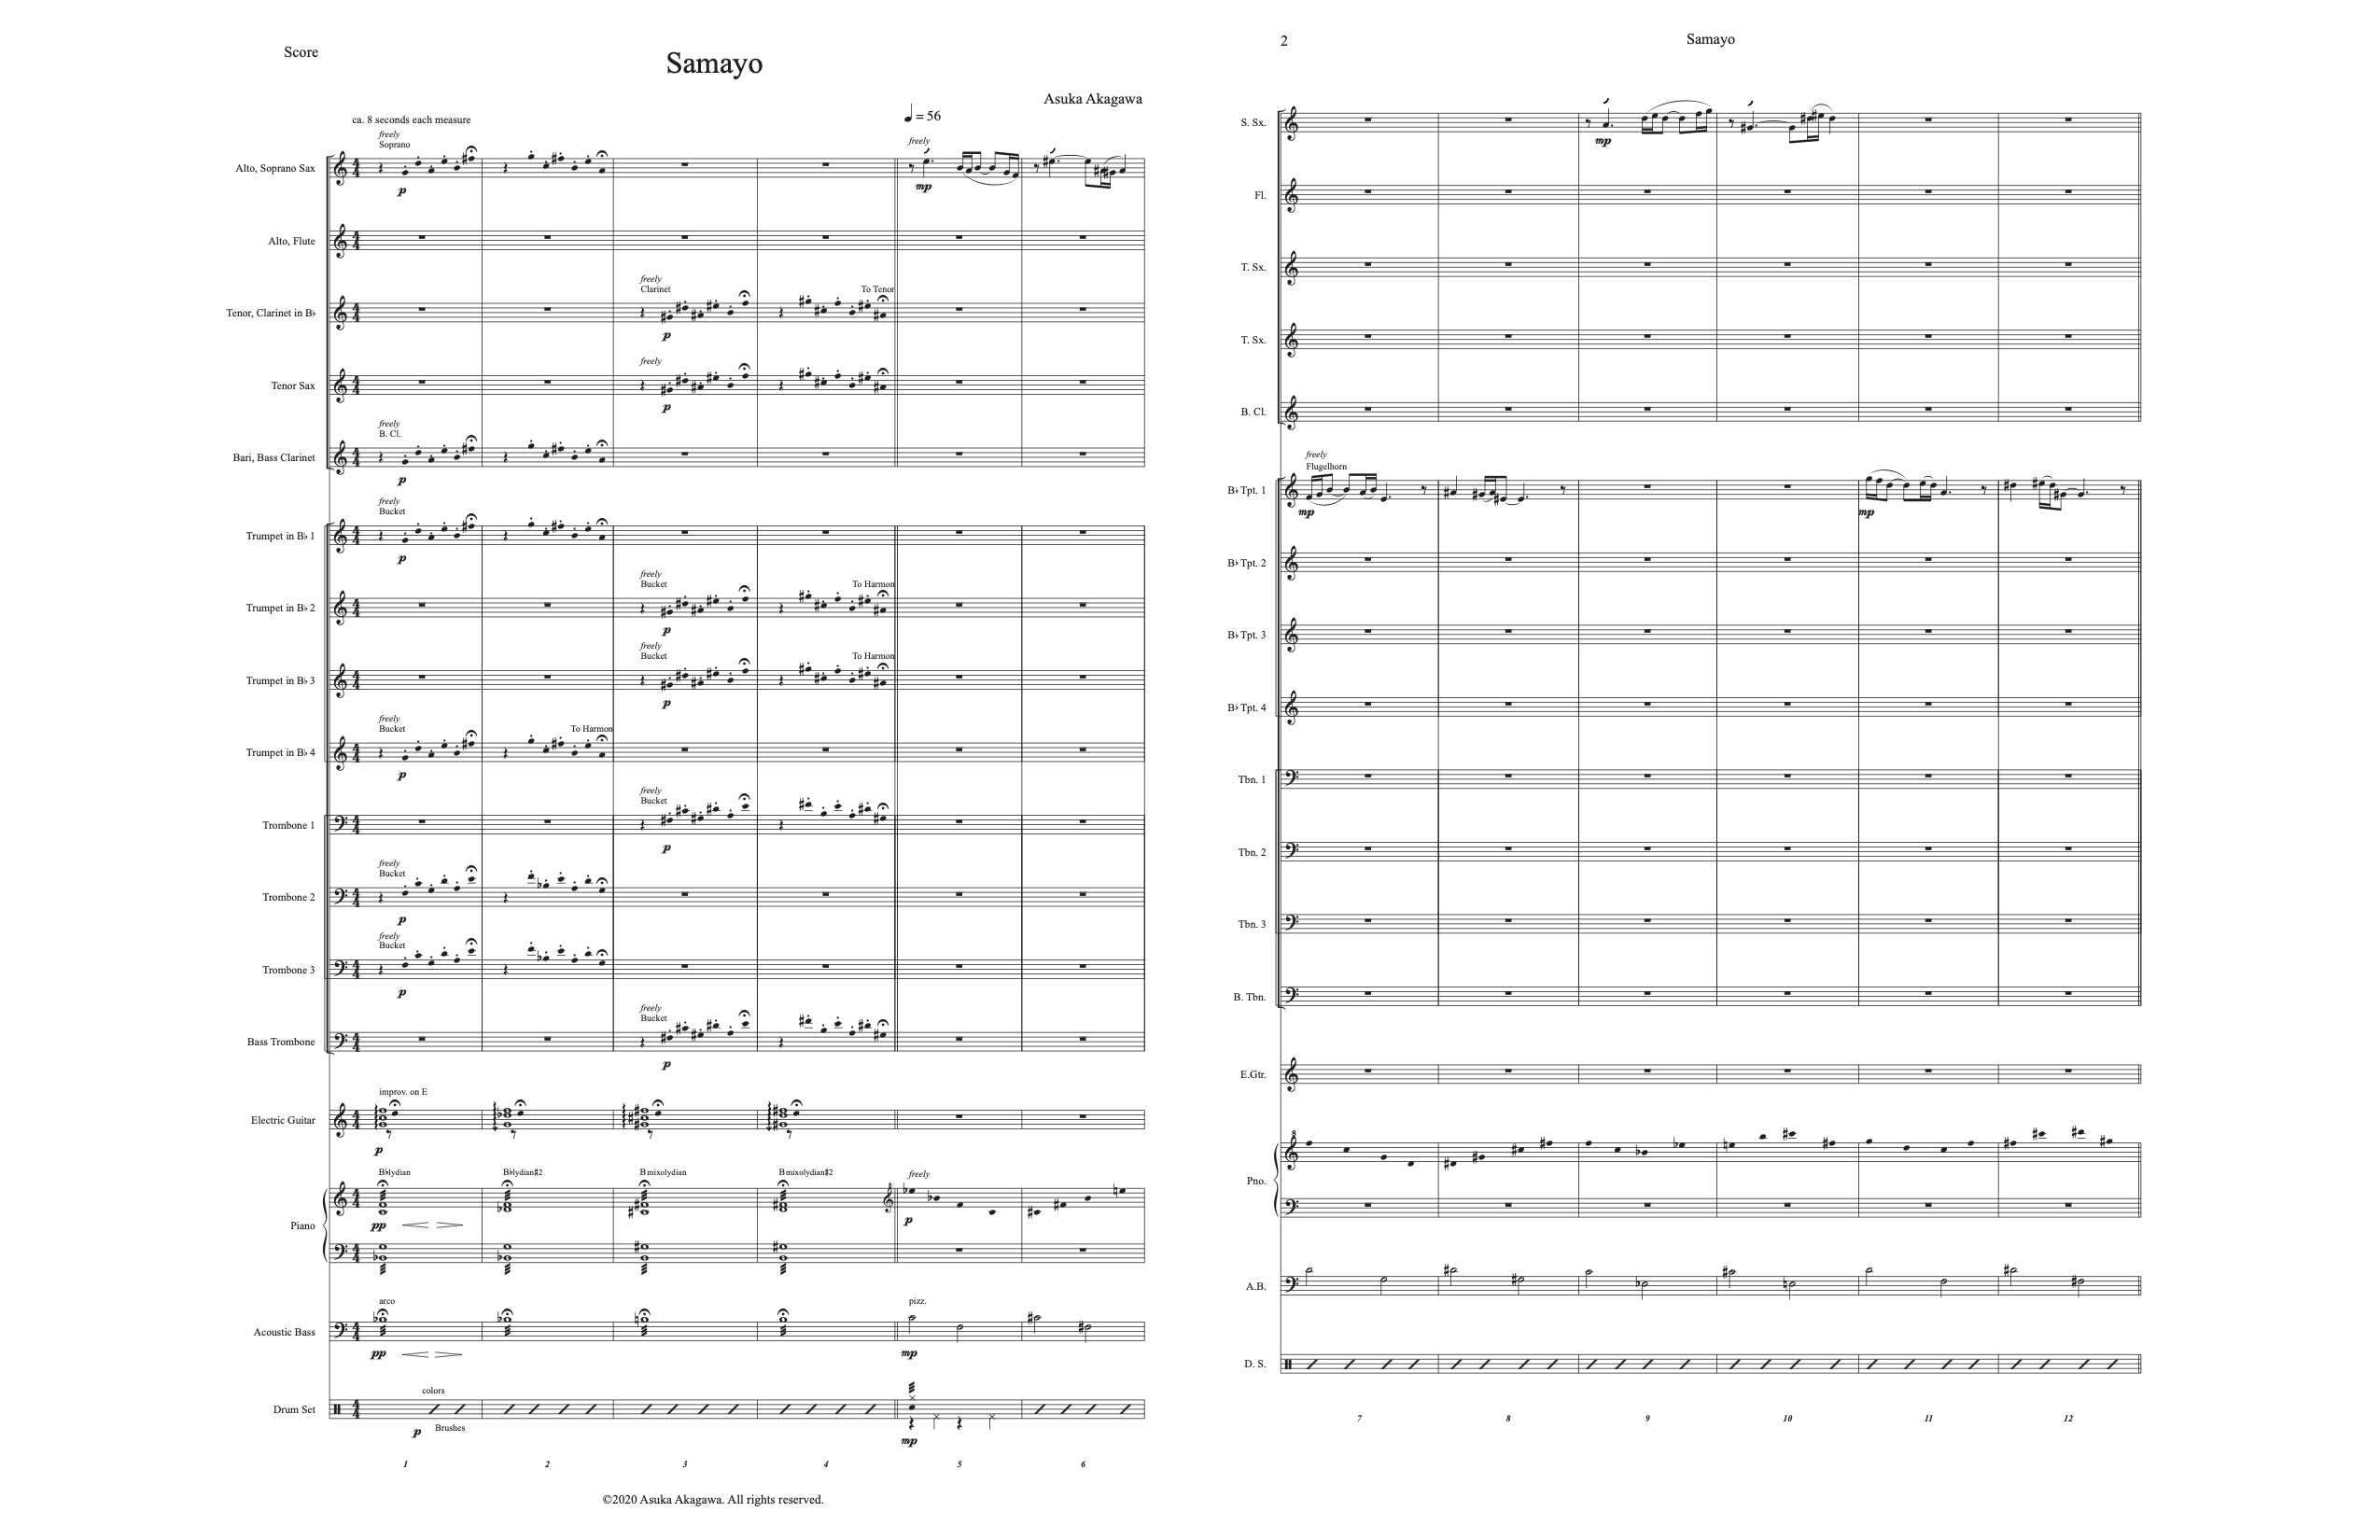 Score
Samayo
Asuka Akagawa
ca. 8 seconds each measure
= 56
freely
Soprano
freely
Alto, Soprano Sax
p
mp
Alto, Flute
freely
Clarinet
To Tenor
Tenor, Clarinet in B♭
p
freely
Tenor Sax
p
freely
B. Cl.
Bari, Bass Clarinet
p
freely
Bucket
Trumpet in B♭ 1
p
freely
Bucket
To Harmon
Trumpet in B♭ 2
p
freely
Bucket
To Harmon
Trumpet in B♭ 3
p
freely
Bucket
To Harmon
Trumpet in B♭ 4
p
freely
Bucket
Trombone 1
p
freely
Bucket
Trombone 2
p
freely
Bucket
Trombone 3
p
freely
Bucket
Bass Trombone
p
improv. on E
Electric Guitar
p
B♭lydian
B♭lydian♯2
B mixolydian
B mixolydian♯2
freely
Piano
pp
p
arco
pizz.
Acoustic Bass
pp
mp
colors
Drum Set
p
Brushes
mp
1 2 3 4 5 6
©2020 Asuka Akagawa. All rights reserved.
2
Samayo
S. Sx.
mp
Fl.
T. Sx.
T. Sx.
B. Cl.
freely
Flugelhorn
B♭ Tpt. 1
mp
mp
B♭ Tpt. 2
B♭ Tpt. 3
B♭ Tpt. 4
Tbn. 1
Tbn. 2
Tbn. 3
B. Tbn.
E.Gtr.
Pno.
A.B.
D. S.
7 8 9 10 11 12